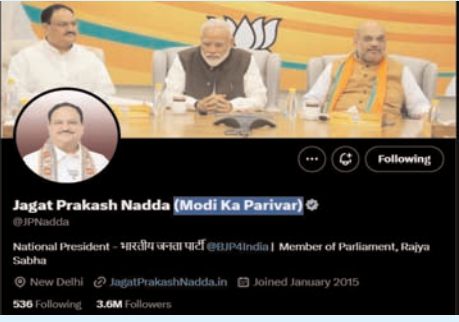 Following
Jagat Prakash Nadda (Modi Ka Parivar)
@JPNadda
National President - भारतीय जनता पार्टी @BJP4India | Member of Parliament, Rajya
Sabha
New Delhi JagatPrakashNadda.in Joined January 2015
536 Following 3.6M Followers